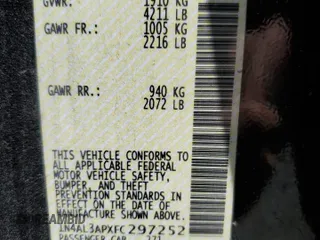 GVWR: 1910 KG
4211 LB
GAWR FR.: 1005 KG
2216 LB
GAWR RR.: 940 KG
2072 LB
THIS VEHICLE CONFORMS TO
ALL APPLICABLE FEDERAL
MOTOR VEHICLE SAFETY,
BUMPER, AND THEFT
PREVENTION STANDARDS IN
EFFECT ON THE DATE OF
MANUFACTURE SHOWN ABOVE
1N4AL3APXFC297252
PASSENGER CAR